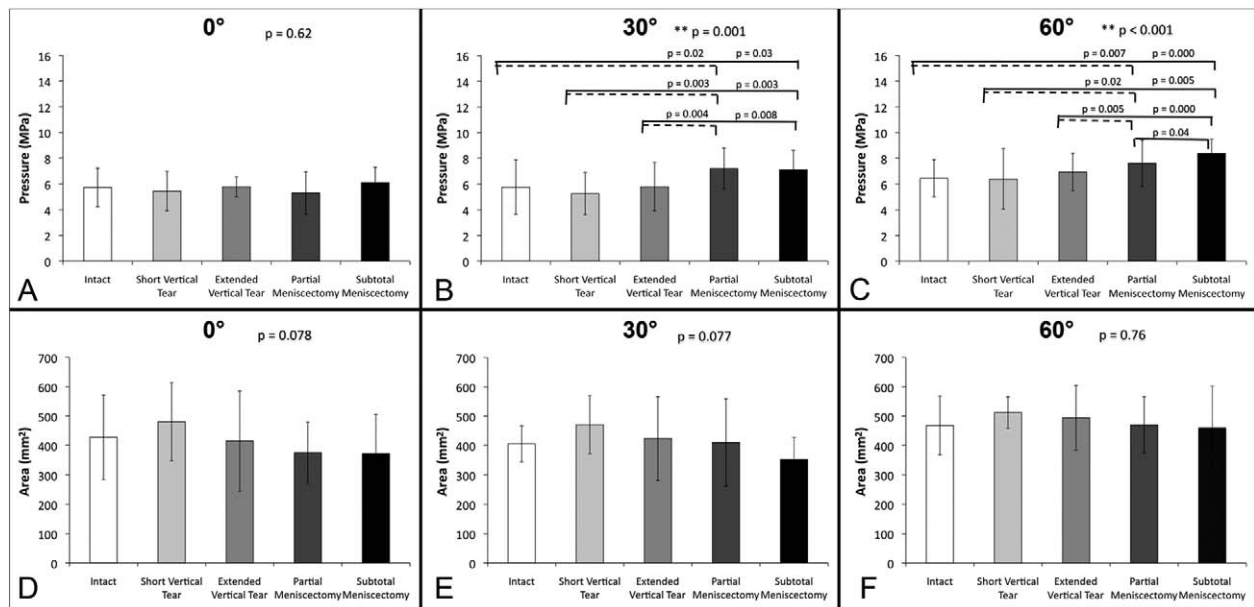 0°
p = 0.62
Pressure (MPa)
16
14
12
10
8
6
4
2
0
Intact
Short Vertical
Tear
Extended
Vertical Tear
Partial
Meniscectomy
Subtotal
Meniscectomy
A
30°
** p = 0.001
p = 0.02
p = 0.03
p = 0.003
p = 0.003
p = 0.004
p = 0.008
Pressure (MPa)
16
14
12
10
8
6
4
2
0
Intact
Short Vertical
Tear
Extended
Vertical Tear
Partial
Meniscectomy
Subtotal
Meniscectomy
B
60°
** p < 0.001
p = 0.007
p = 0.000
p = 0.02
p = 0.005
p = 0.005
p = 0.000
p = 0.04
Pressure (MPa)
16
14
12
10
8
6
4
2
0
Intact
Short Vertical
Tear
Extended
Vertical Tear
Partial
Meniscectomy
Subtotal
Meniscectomy
C
0°
p = 0.078
Area (mm²)
700
600
500
400
300
200
100
0
Intact
Short Vertical
Tear
Extended
Vertical Tear
Partial
Meniscectomy
Subtotal
Meniscectomy
D
30°
p = 0.077
Area (mm²)
700
600
500
400
300
200
100
0
Intact
Short Vertical
Tear
Extended
Vertical Tear
Partial
Meniscectomy
Subtotal
Meniscectomy
E
60°
p = 0.76
Area (mm²)
700
600
500
400
300
200
100
0
Intact
Short Vertical
Tear
Extended
Vertical Tear
Partial
Meniscectomy
Subtotal
Meniscectomy
F